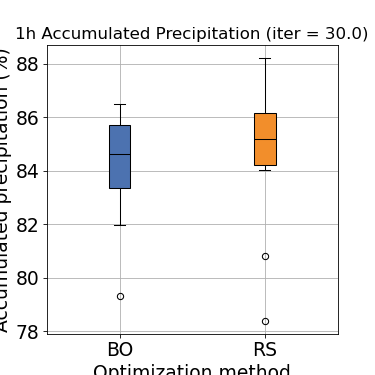 1h Accumulated Precipitation (iter = 30.0)
Accumulated precipitation (%)
88
86
84
82
80
78
BO RS
Optimization method